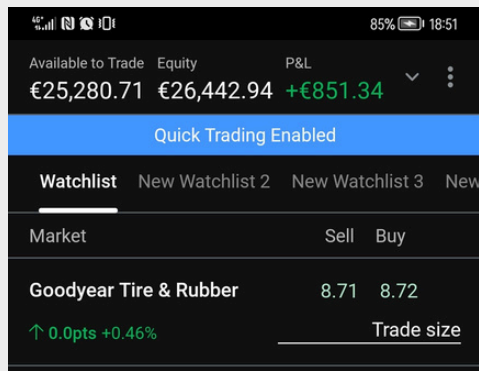 85% 18:51
Available to Trade Equity P&L
€25,280.71 €26,442.94 +€851.34
Quick Trading Enabled
Watchlist New Watchlist 2 New Watchlist 3 New
Market Sell Buy
Goodyear Tire & Rubber 8.71 8.72
↑ 0.0pts +0.46% Trade size